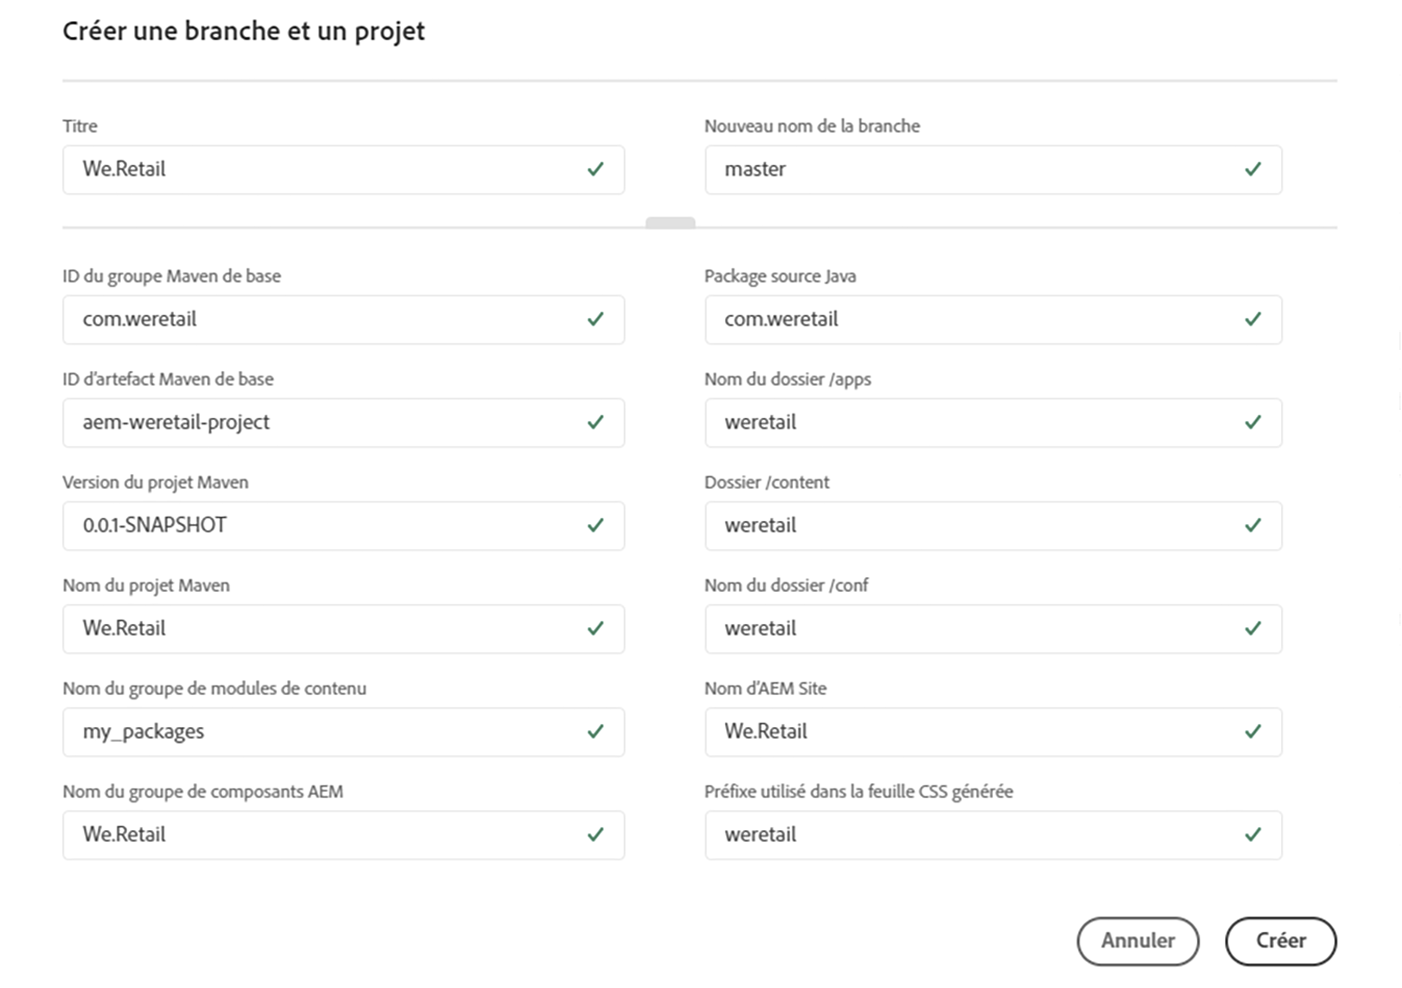 Créer une branche et un projet
Titre
Nouveau nom de la branche
We.Retail
master
ID du groupe Maven de base
Package source Java
com.weretail
com.weretail
ID d'artefact Maven de base
Nom du dossier /apps
aem-weretail-project
weretail
Version du projet Maven
Dossier /content
0.0.1-SNAPSHOT
weretail
Nom du projet Maven
Nom du dossier /conf
We.Retail
weretail
Nom du groupe de modules de contenu
Nom d'AEM Site
my_packages
We.Retail
Nom du groupe de composants AEM
Préfixe utilisé dans la feuille CSS générée
We.Retail
weretail
Annuler
Créer